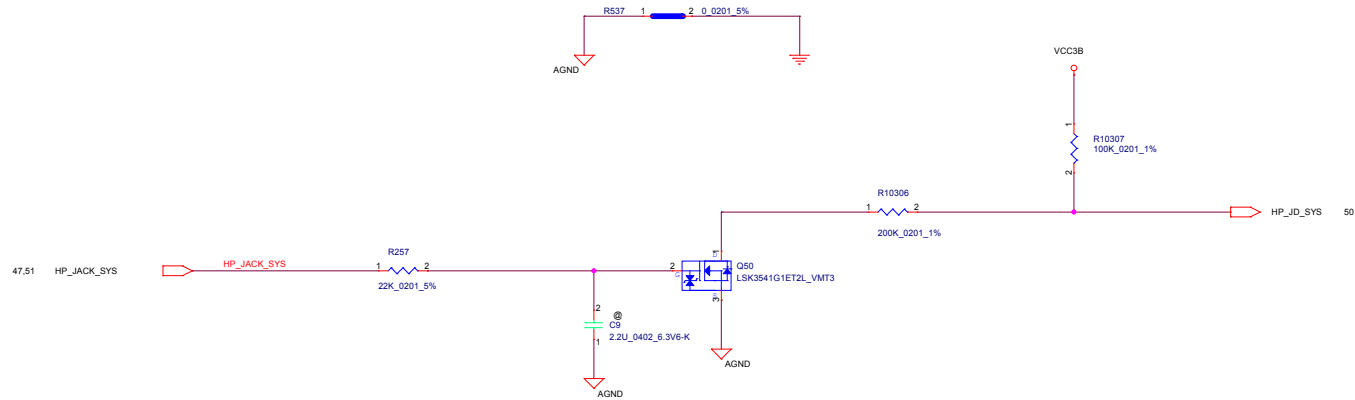 R537 1 2 0_0201_5%
AGND
VCC3B
1
R10307
100K_0201_1%
2
R10306
1 2
200K_0201_1%
HP_JD_SYS 50
47,51 HP_JACK_SYS
HP_JACK_SYS
R257
1 2
22K_0201_5%
2
1
Q50
LSK3541G1ET2L_VMT3
3
2
@
C9
2.2U_0402_6.3V6-K
1
AGND
AGND